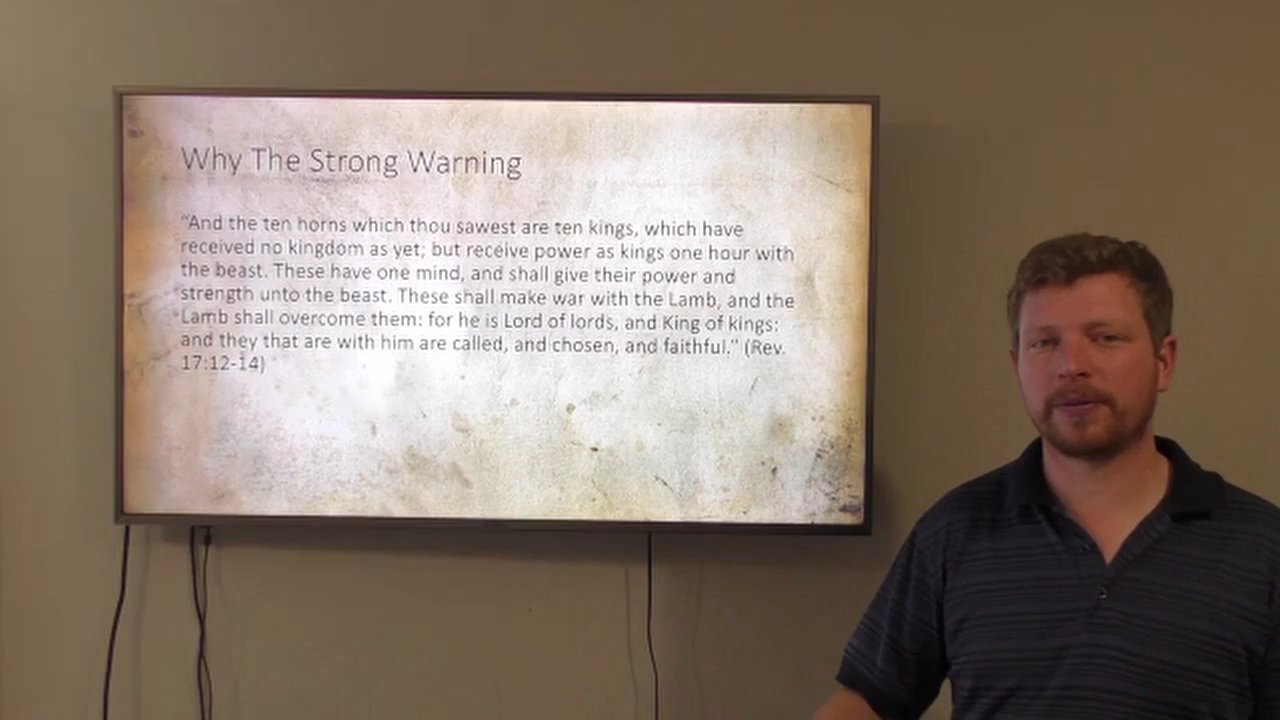 Why The Strong Warning
“And the ten horns which thou sawest are ten kings, which have
received no kingdom as yet; but receive power as kings one hour with
the beast. These have one mind, and shall give their power and
strength unto the beast. These shall make war with the Lamb, and the
Lamb shall overcome them: for he is Lord of lords, and King of kings:
and they that are with him are called, and chosen, and faithful.” (Rev.
17:12-14)